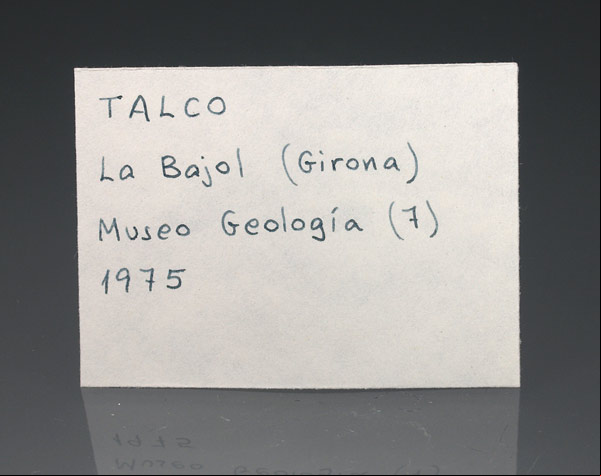 TALCO
La Bajol (Girona)
Museo Geología (7)
1975